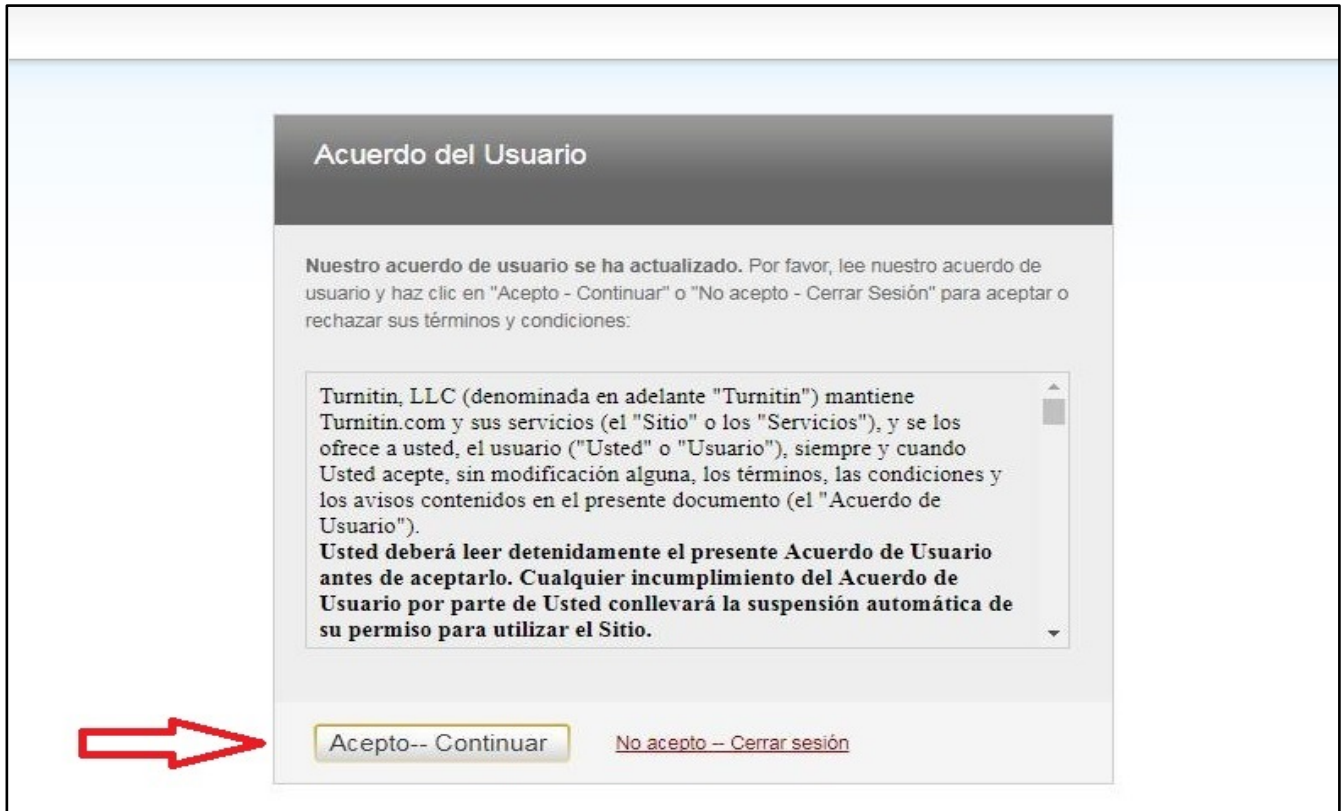 Acuerdo del Usuario
Nuestro acuerdo de usuario se ha actualizado. Por favor, lee nuestro acuerdo de
usuario y haz clic en "Acepto - Continuar" o "No acepto - Cerrar Sesión" para aceptar o
rechazar sus términos y condiciones:
Turnitin, LLC (denominada en adelante "Turnitin") mantiene
Turnitin.com y sus servicios (el "Sitio" o los "Servicios"), y se los
ofrece a usted, el usuario ("Usted" o "Usuario"), siempre y cuando
Usted acepte, sin modificación alguna, los términos, las condiciones y
los avisos contenidos en el presente documento (el "Acuerdo de
Usuario").
Usted deberá leer detenidamente el presente Acuerdo de Usuario
antes de aceptarlo. Cualquier incumplimiento del Acuerdo de
Usuario por parte de Usted conllevará la suspensión automática de
su permiso para utilizar el Sitio.
Acepto-- Continuar No acepto -- Cerrar sesión